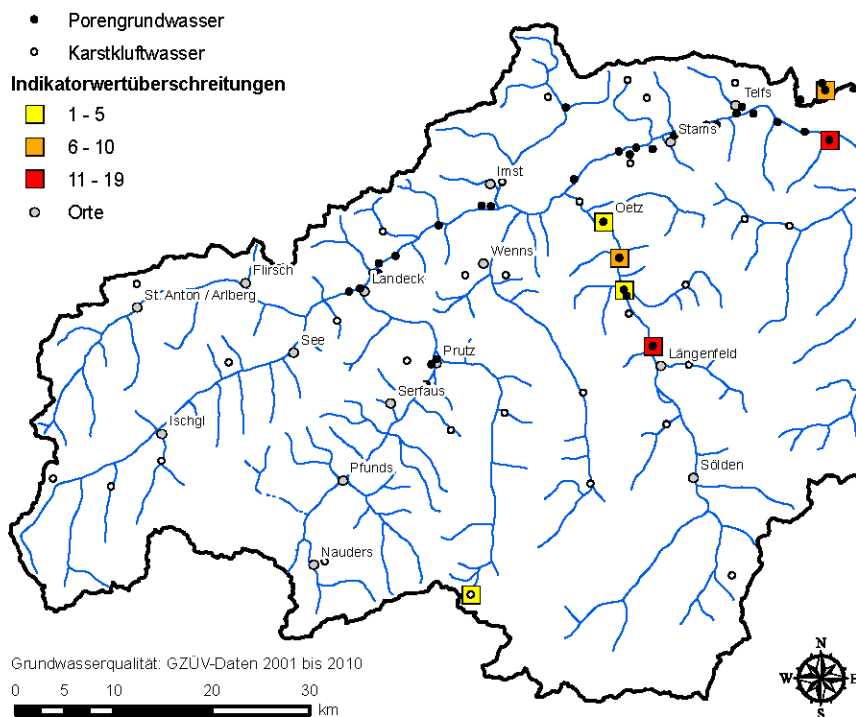 Porengrundwasser
Karstkluftwasser
Indikatorwertüberschreitungen
1 - 5
6 - 10
11 - 19
Orte
Telfs
Stams
Imst
Oetz
Wenns
Flirsch
Landeck
St. Anton / Arlberg
See
Prutz
Längenfeld
Serfaus
Ischgl
Pfunds
Sölden
Nauders
Grundwasserqualität: GZÜV-Daten 2001 bis 2010
0 5 10 20 30
km
N
W E
S